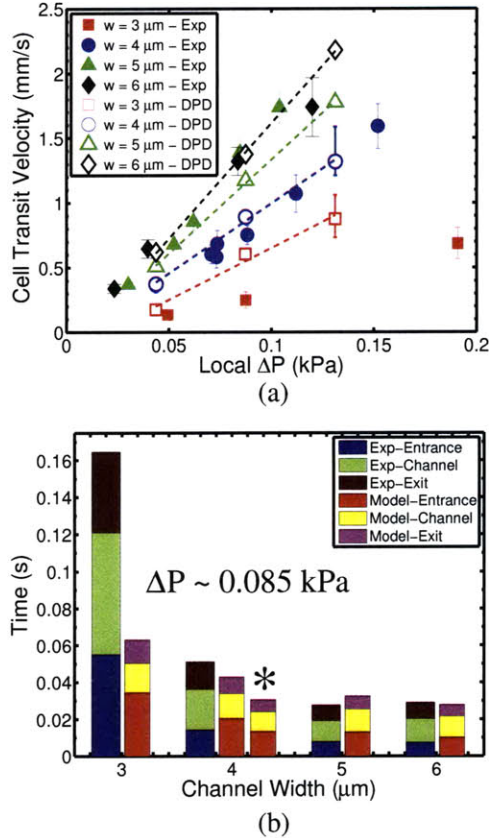 (a)
Cell Transit Velocity (mm/s)
2.5
2
1.5
1
0.5
0
w = 3 μm – Exp
w = 4 μm – Exp
w = 5 μm – Exp
w = 6 μm – Exp
w = 3 μm – DPD
w = 4 μm – DPD
w = 5 μm – DPD
w = 6 μm – DPD
0 0.05 0.1 0.15 0.2
Local ΔP (kPa)
(a)
Time (s)
0.16
0.14
0.12
0.1
0.08
0.06
0.04
0.02
0
Exp–Entrance
Exp–Channel
Exp–Exit
Model–Entrance
Model–Channel
Model–Exit
ΔP ~ 0.085 kPa
*
3 4 5 6
Channel Width (μm)
(b)